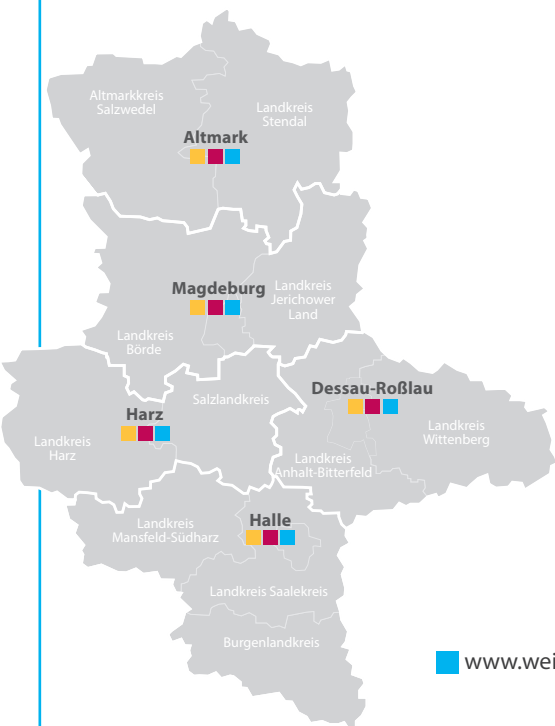 Altmarkkreis
Salzwedel
Landkreis
Stendal
Altmark
Magdeburg
Landkreis
Jerichower
Land
Landkreis
Börde
Salzlandkreis
Dessau-Roßlau
Harz
Landkreis
Harz
Landkreis
Wittenberg
Landkreis
Anhalt-Bitterfeld
Landkreis
Mansfeld-Südharz
Halle
Landkreis Saalekreis
Burgenlandkreis
www.wei